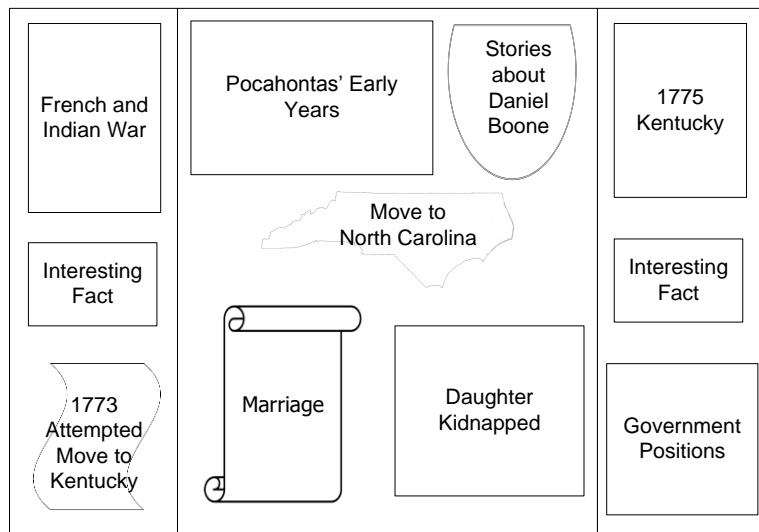 French and
Indian War
Interesting
Fact
1773
Attempted
Move to
Kentucky
Pocahontas' Early
Years
Stories
about
Daniel
Boone
Move to
North Carolina
Marriage
Daughter
Kidnapped
1775
Kentucky
Interesting
Fact
Government
Positions